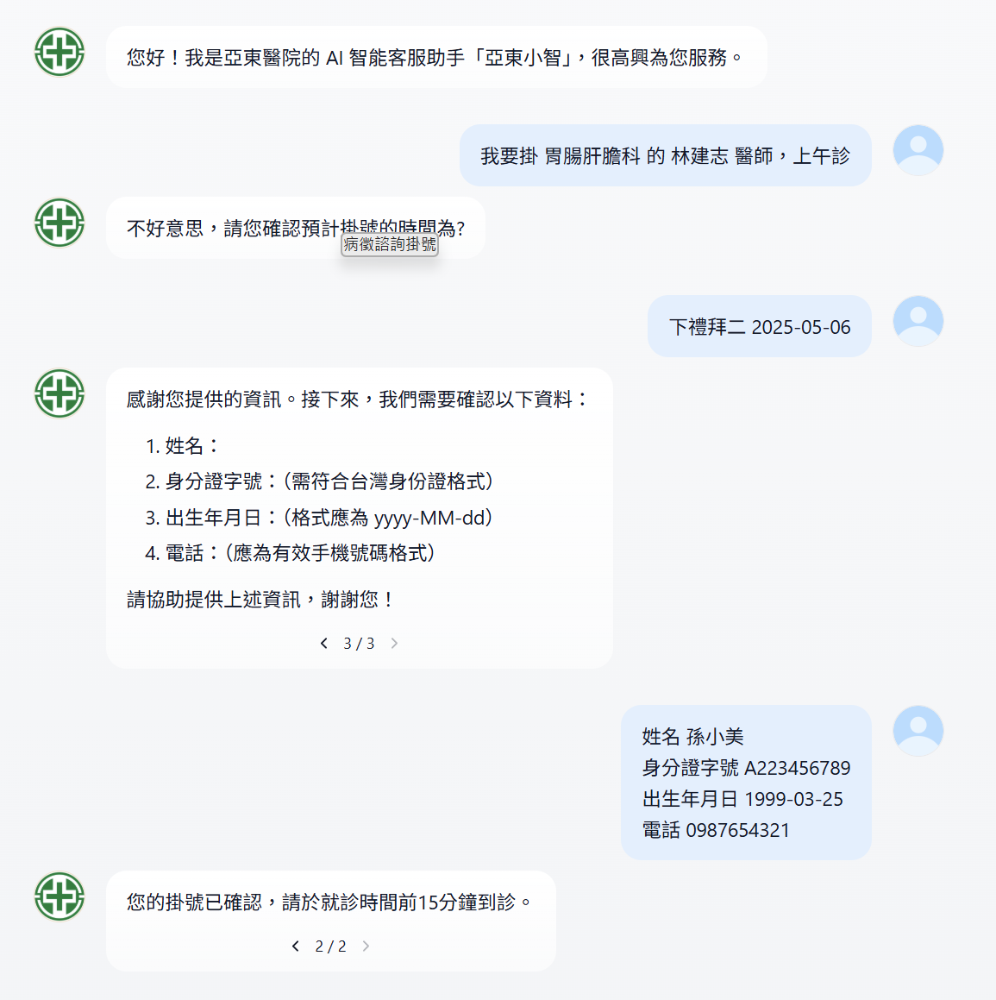 您好！我是亞東醫院的 AI 智能客服助手「亞東小智」，很高興為您服務。
我要掛 胃腸肝膽科 的 林建志 醫師，上午診
不好意思，請您確認預計掛號的時間為?
病徵諮詢掛號
下禮拜二 2025-05-06
感謝您提供的資訊。接下來，我們需要確認以下資料：
1. 姓名：
2. 身分證字號：（需符合台灣身份證格式）
3. 出生年月日：（格式應為 yyyy-MM-dd）
4. 電話：（應為有效手機號碼格式）
請協助提供上述資訊，謝謝您！
3 / 3
姓名 孫小美
身分證字號 A223456789
出生年月日 1999-03-25
電話 0987654321
您的掛號已確認，請於就診時間前15分鐘到診。
2 / 2